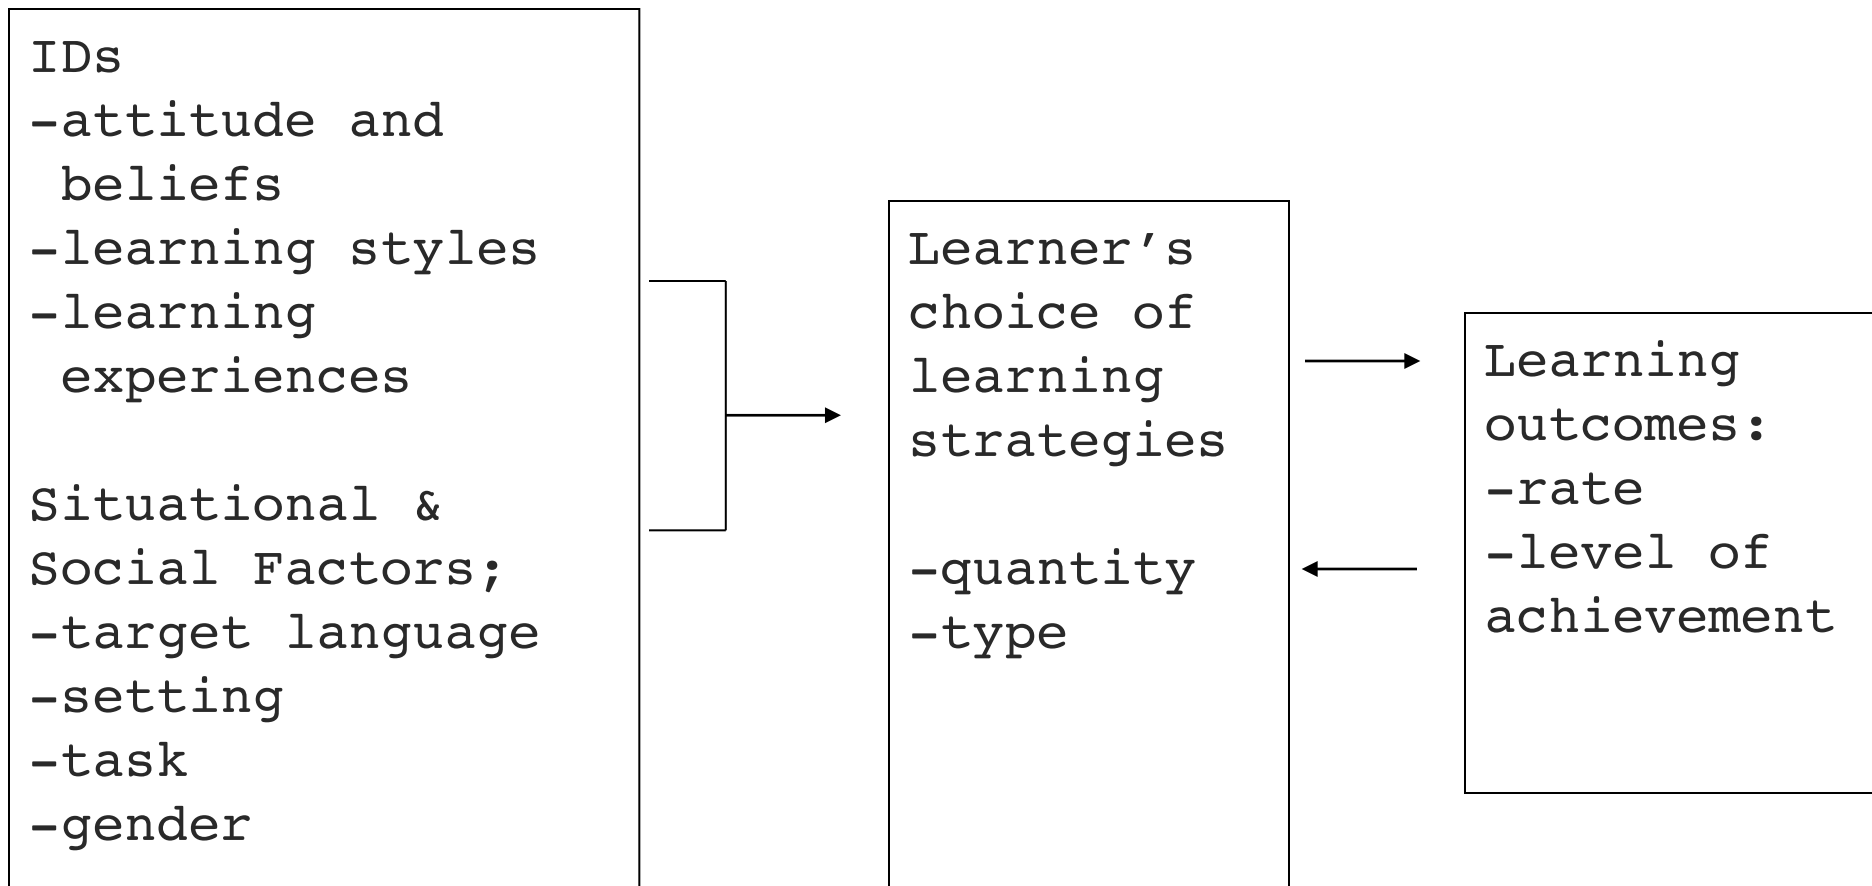 IDs
-attitude and
beliefs
-learning styles
-learning
experiences
Situational &
Social Factors;
-target language
-setting
-task
-gender
Learner’s
choice of
learning
strategies
-quantity
-type
Learning
outcomes:
-rate
-level of
achievement